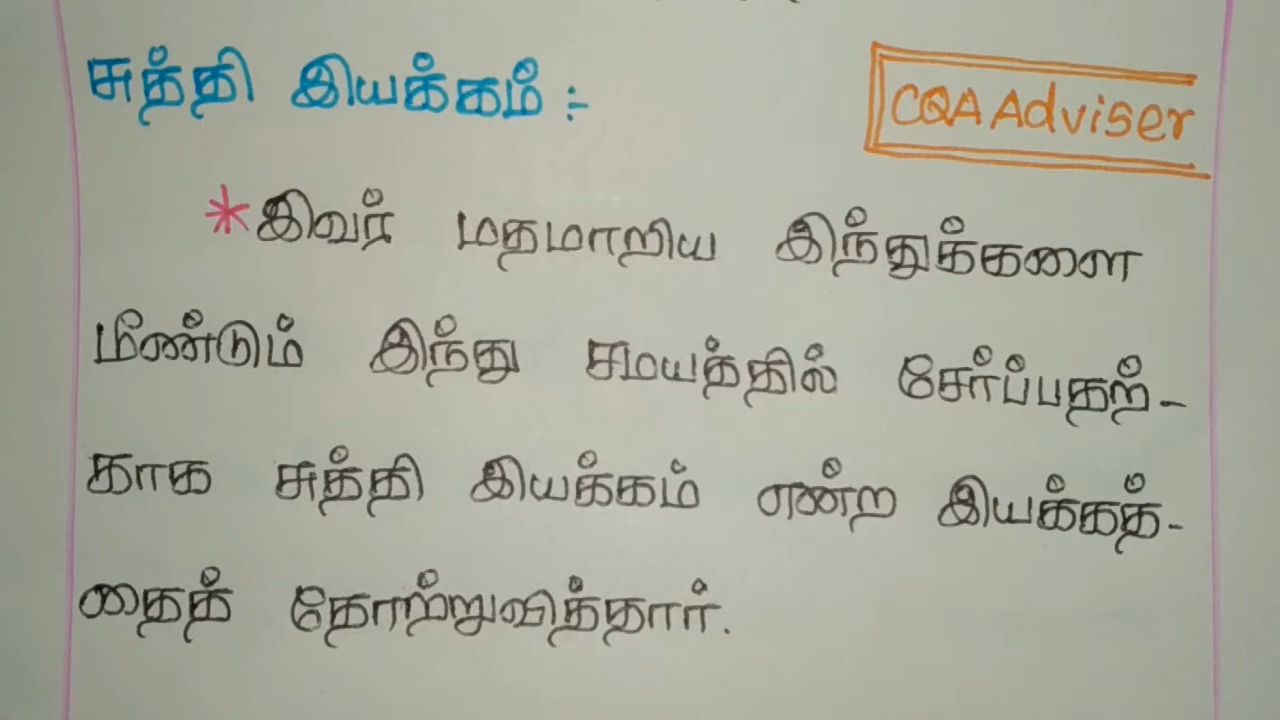 சுத்தி இயக்கம் :-
CQA Adviser
*இவர் மதமாறிய இந்துக்களை
மீண்டும் இந்து சமயத்தில் சேர்ப்பதற்-
காக சுத்தி இயக்கம் என்ற இயக்கத்-
தைத் தோற்றுவித்தார்.